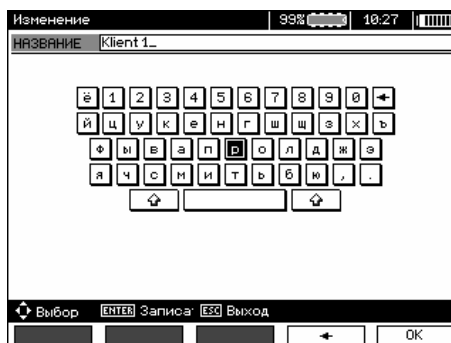 Изменение 99% 10:27
НАЗВАНИЕ Klient 1_
ё 1 2 3 4 5 6 7 8 9 0 ←
й ц у к е н г ш щ з х ъ
ф ы в а п р о л д ж э
я ч с м и т ь б ю , .
Выбор ENTER Записа ESC Выход
← OK